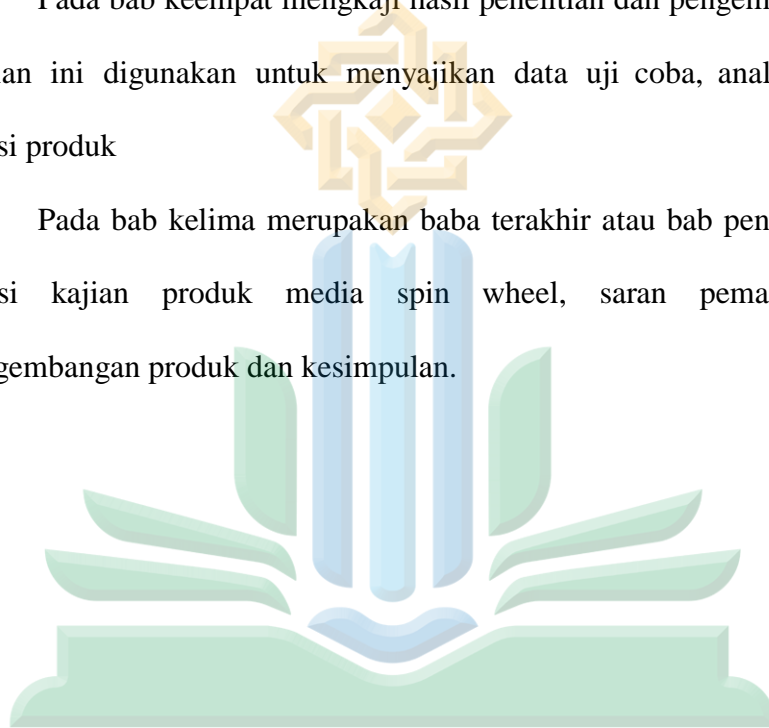 Pada bab keempat mengkaji hasil penelitian dan pengem
an ini digunakan untuk menyajikan data uji coba, anal
si produk
Pada bab kelima merupakan baba terakhir atau bab pen
si kajian produk media spin wheel, saran pema
gembangan produk dan kesimpulan.